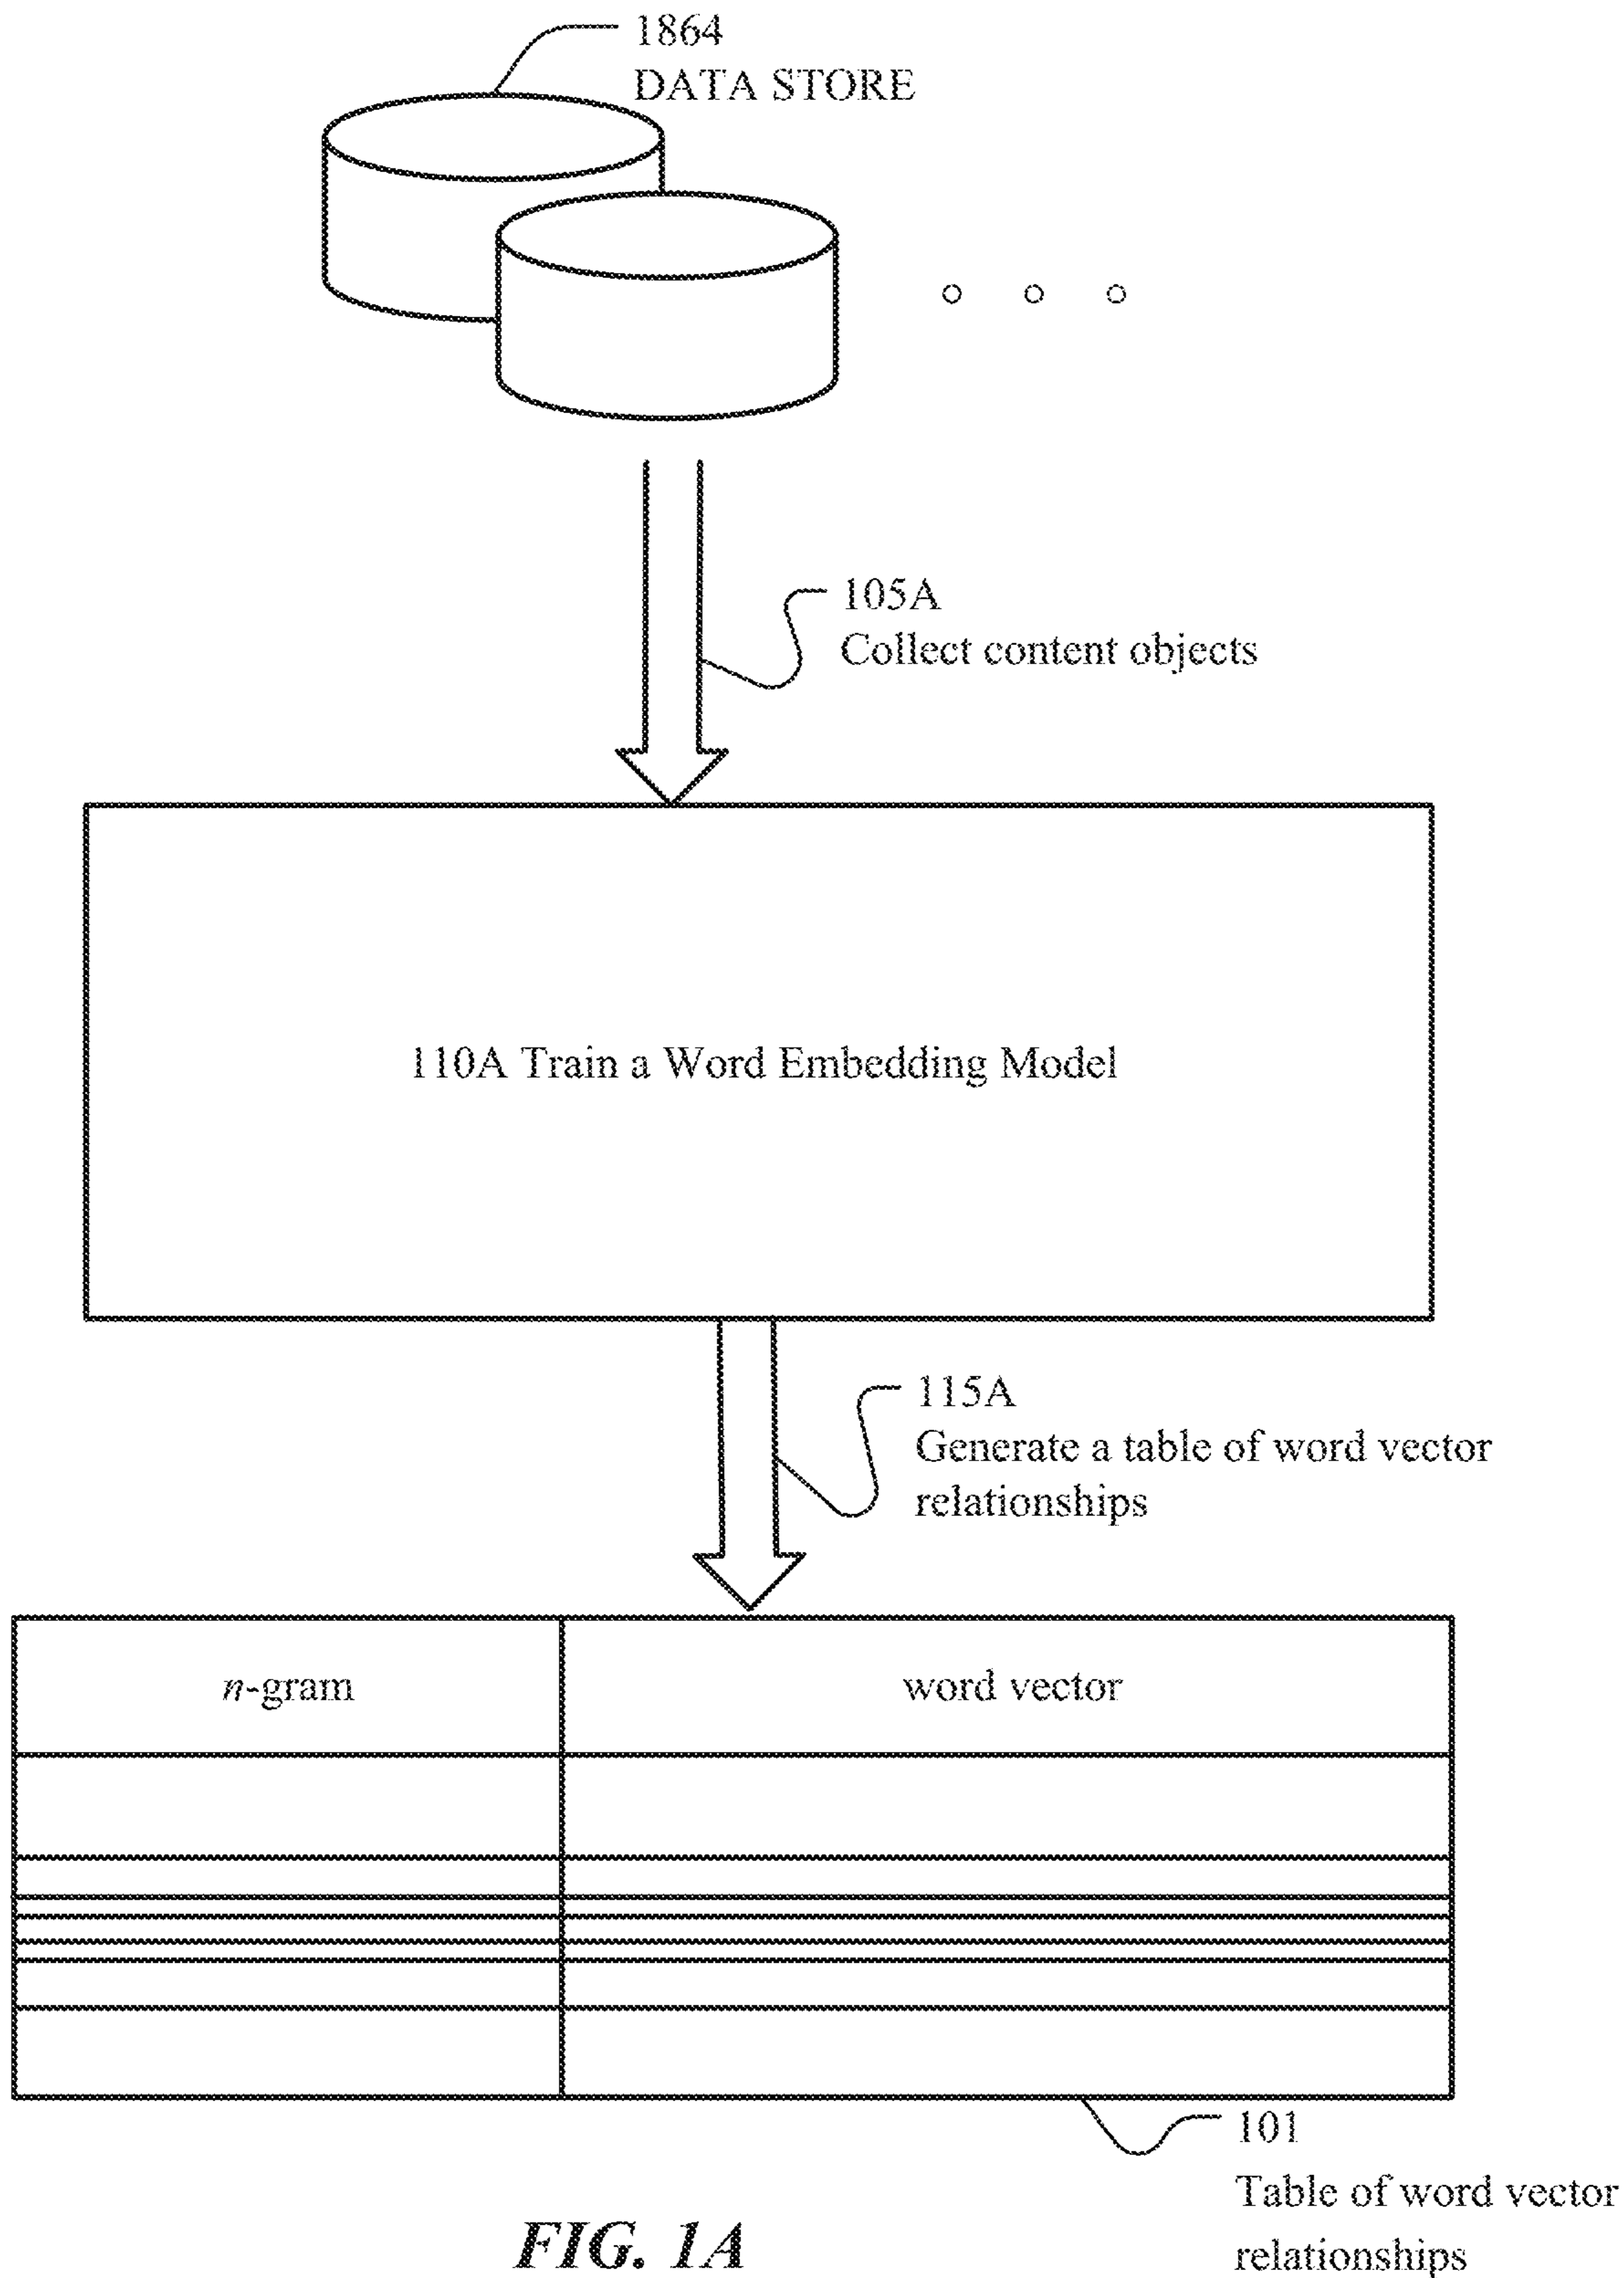 1864
DATA STORE
105A
Collect content objects
110A Train a Word Embedding Model
115A
Generate a table of word vector
relationships
n-gram
word vector
101
Table of word vector
relationships
FIG. 1A